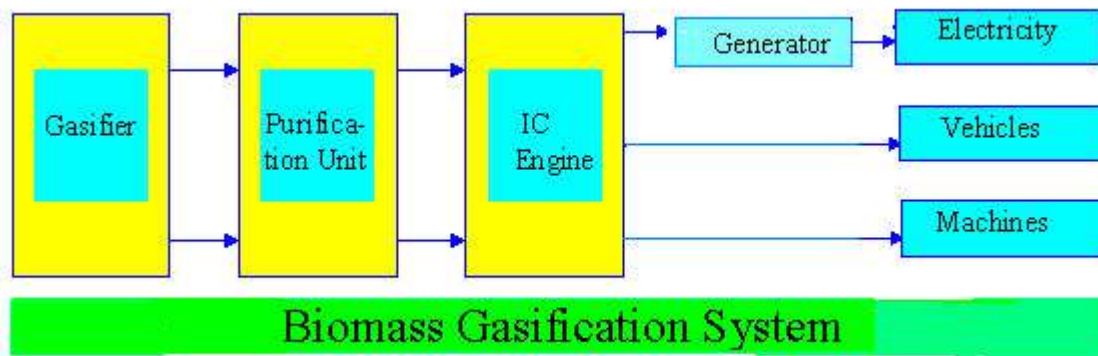 Gasifier
Purifica-
tion Unit
IC
Engine
Generator
Electricity
Vehicles
Machines
Biomass Gasification System